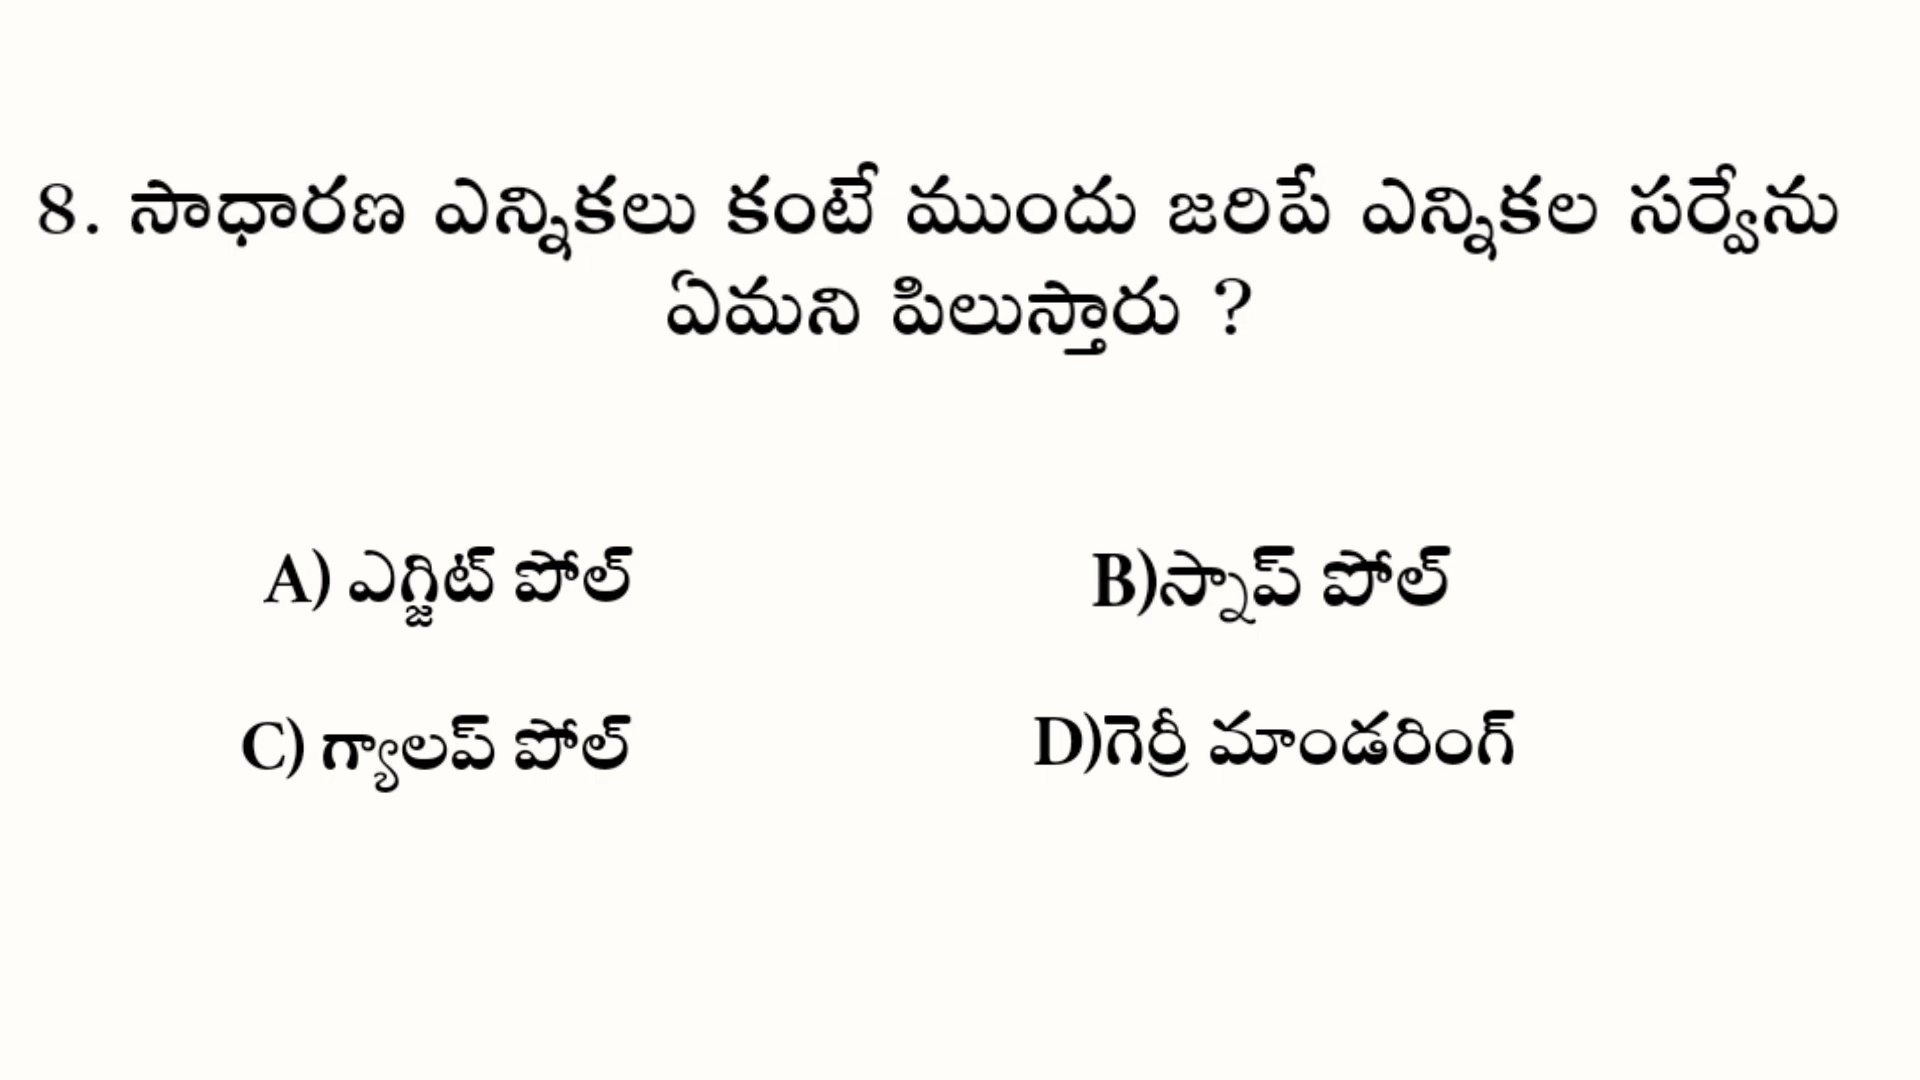 8. సాధారణ ఎన్నికలు కంటే ముందు జరిపే ఎన్నికల సర్వేను
ఏమని పిలుస్తారు ?
A) ఎగ్జిట్ పోల్
B)స్నాప్ పోల్
C) గ్యాలప్ పోల్
D)గెర్రీ మాండరింగ్